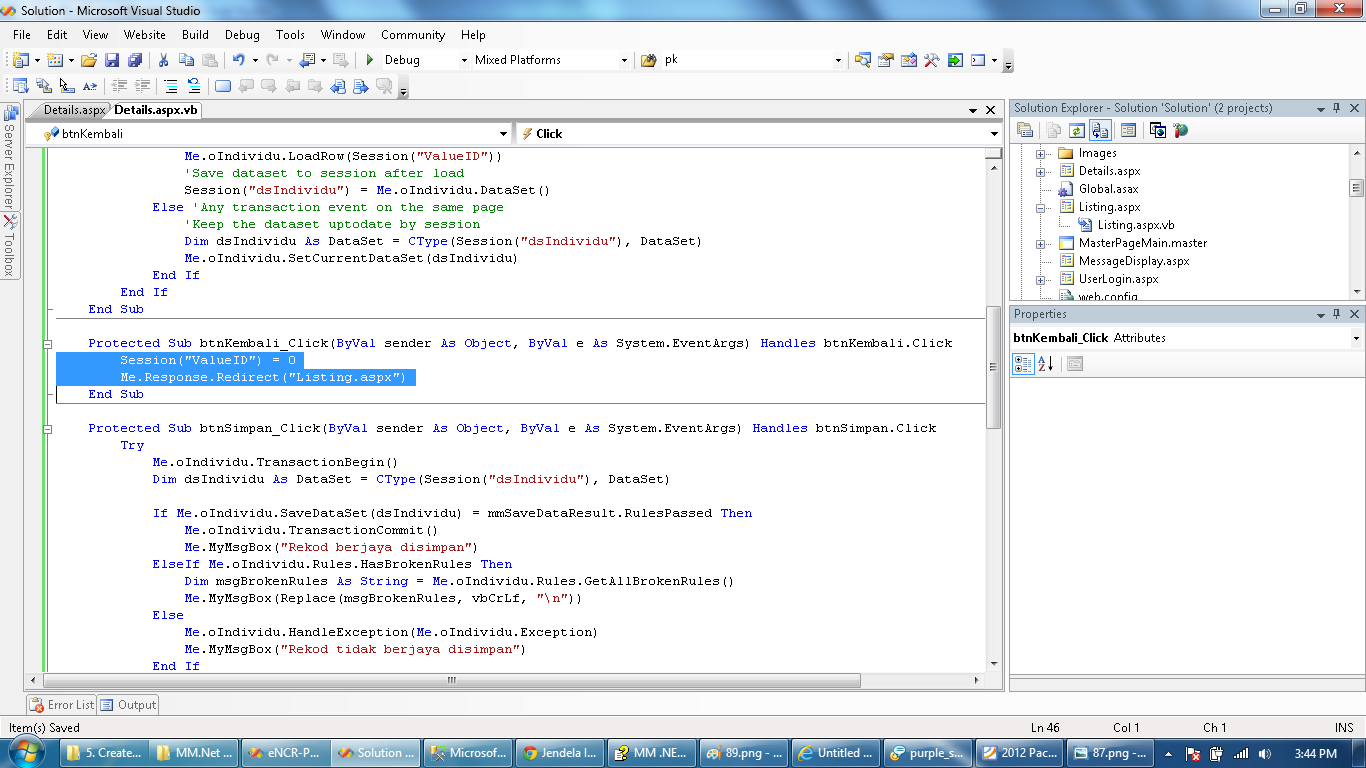 Solution - Microsoft Visual Studio
File Edit View Website Build Debug Tools Window Community Help
Debug Mixed Platforms pk
Details.aspx Details.aspx.vb
btnKembali Click
Server Explorer
Toolbox
Me.oIndividu.LoadRow(Session("ValueID"))
'Save dataset to session after load
Session("dsIndividu") = Me.oIndividu.DataSet()
Else 'Any transaction event on the same page
'Keep the dataset uptodate by session
Dim dsIndividu As DataSet = CType(Session("dsIndividu"), DataSet)
Me.oIndividu.SetCurrentDataSet(dsIndividu)
End If
End If
End Sub
Protected Sub btnKembali_Click(ByVal sender As Object, ByVal e As System.EventArgs) Handles btnKembali.Click
Session("ValueID") = 0
Me.Response.Redirect("Listing.aspx")
End Sub
Protected Sub btnSimpan_Click(ByVal sender As Object, ByVal e As System.EventArgs) Handles btnSimpan.Click
Try
Me.oIndividu.TransactionBegin()
Dim dsIndividu As DataSet = CType(Session("dsIndividu"), DataSet)
If Me.oIndividu.SaveDataSet(dsIndividu) = mmSaveDataResult.RulesPassed Then
Me.oIndividu.TransactionCommit()
Me.MyMsgBox("Rekod berjaya disimpan")
ElseIf Me.oIndividu.Rules.HasBrokenRules Then
Dim msgBrokenRules As String = Me.oIndividu.Rules.GetAllBrokenRules()
Me.MyMsgBox(Replace(msgBrokenRules, vbCrLf, "\n"))
Else
Me.oIndividu.HandleException(Me.oIndividu.Exception)
Me.MyMsgBox("Rekod tidak berjaya disimpan")
End If
Solution Explorer - Solution 'Solution' (2 projects)
Images
Details.aspx
Global.asax
Listing.aspx
Listing.aspx.vb
MasterPageMain.master
MessageDisplay.aspx
UserLogin.aspx
web.config
Properties
btnKembali_Click Attributes
Error List Output
Item(s) Saved Ln 46 Col 1 Ch 1 INS
5. Create... MM.Net ... eNCR-P... Solution ... Microsof... Jendela I... MM .NE... 89.png - ... Untitled ... purple_s... 2012 Pac... 87.png -... 3:44 PM